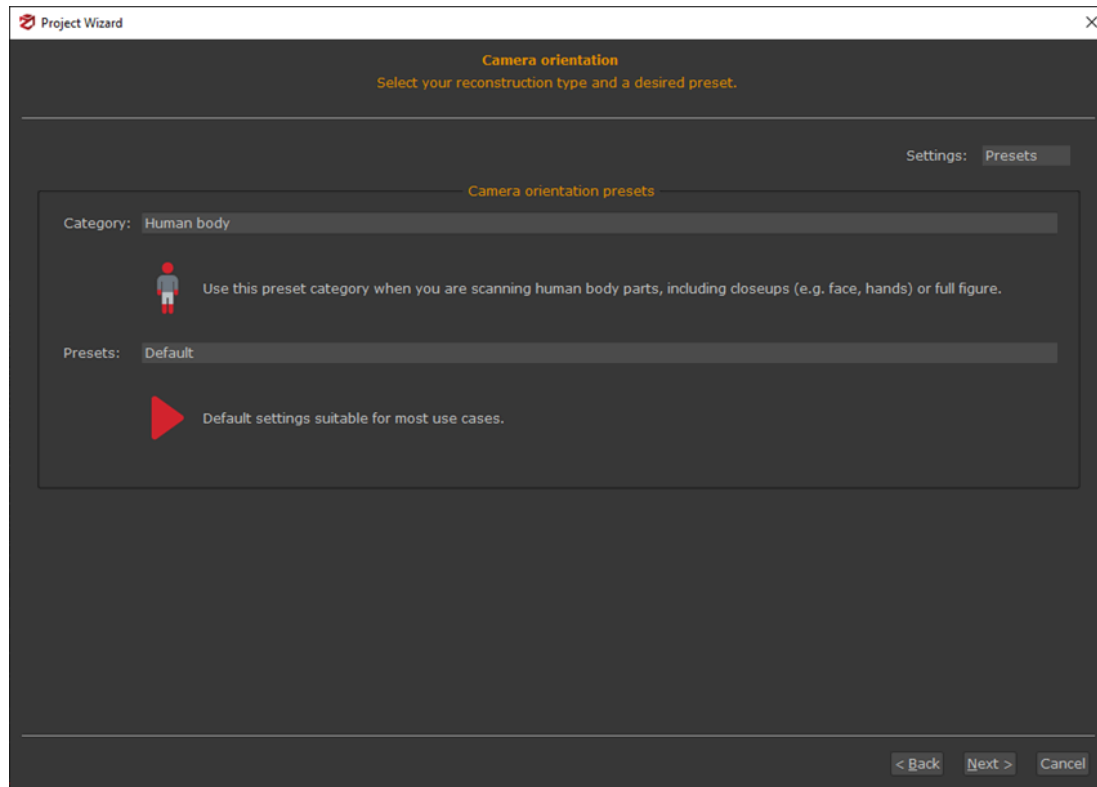 Project Wizard
Camera orientation
Select your reconstruction type and a desired preset.
Settings: Presets
Camera orientation presets
Category: Human body
Use this preset category when you are scanning human body parts, including closeups (e.g. face, hands) or full figure.
Presets: Default
Default settings suitable for most use cases.
< Back Next > Cancel